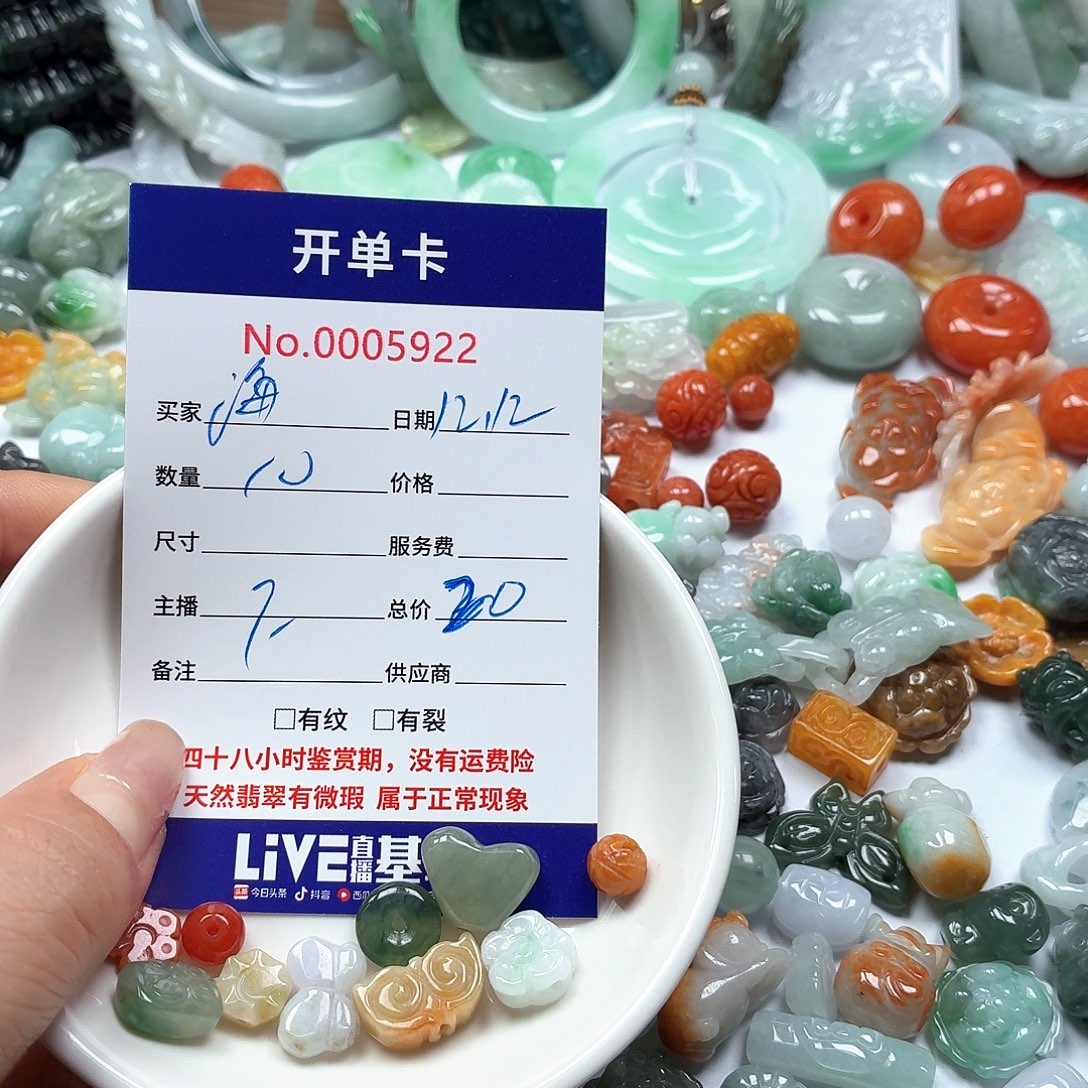 开单卡
No.0005922
买家 海 日期 12.12
数量 10 价格
尺寸 服务费
主播 总价
备注 供应商
□有纹 □有裂
四十八小时鉴赏期，没有运费险
天然翡翠有微瑕 属于正常现象
LiVE直播基
今日头条 抖音 西瓜